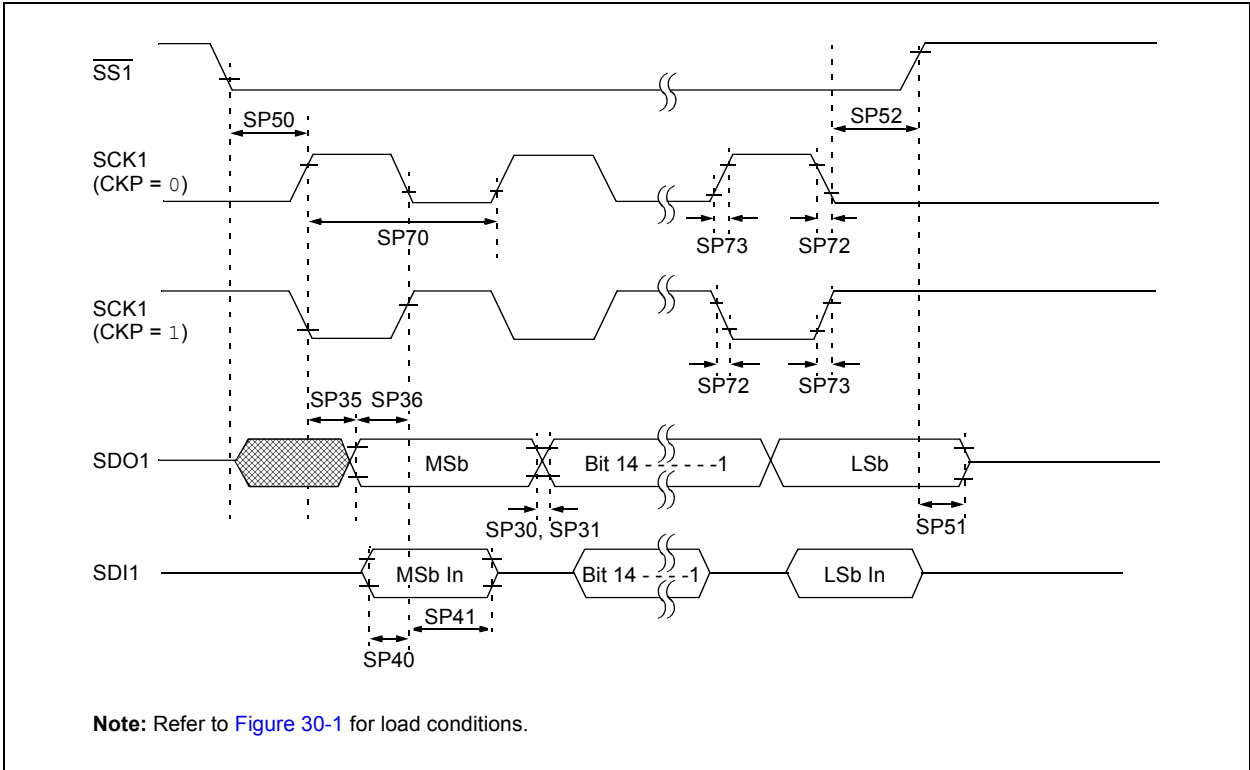 SS1
SP50
SP52
SCK1
(CKP = 0)
SP70
SP73
SP72
SCK1
(CKP = 1)
SP72
SP73
SP35
SP36
SDO1
MSb
Bit 14 - - - - - - -1
LSb
SP30, SP31
SP51
SDI1
MSb In
Bit 14 - - - - -1
LSb In
SP41
SP40
Note: Refer to Figure 30-1 for load conditions.